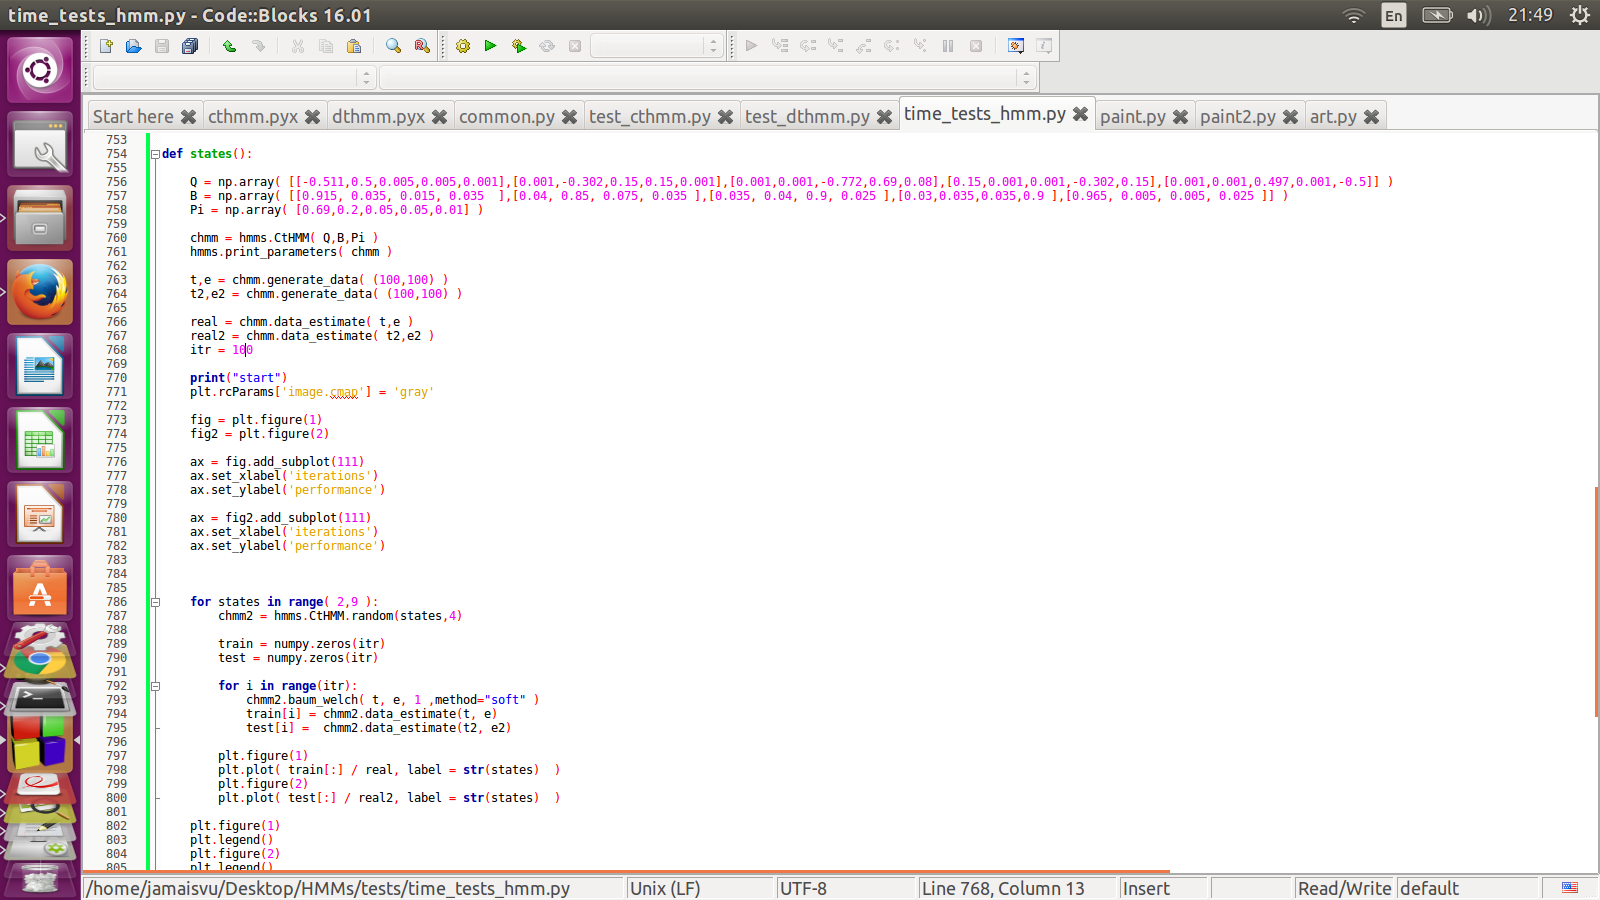 time_tests_hmm.py - Code::Blocks 16.01
En
21:49
Start here
cthmm.pyx
dthmm.pyx
common.py
test_cthmm.py
test_dthmm.py
time_tests_hmm.py
paint.py
paint2.py
art.py
753
754 def states():
755
756 Q = np.array( [[-0.511,0.5,0.005,0.005,0.001],[0.001,-0.302,0.15,0.15,0.001],[0.001,0.001,-0.772,0.69,0.08],[0.15,0.001,0.001,-0.302,0.15],[0.001,0.001,0.497,0.001,-0.5]] )
757 B = np.array( [[0.915, 0.035, 0.015, 0.035  ],[0.04, 0.85, 0.075, 0.035 ],[0.035, 0.04, 0.9, 0.025 ],[0.03,0.035,0.035,0.9 ],[0.965, 0.005, 0.005, 0.025 ]] )
758 Pi = np.array( [0.69,0.2,0.05,0.05,0.01] )
759
760 chmm = hmms.CtHMM( Q,B,Pi )
761 hmms.print_parameters( chmm )
762
763 t,e = chmm.generate_data( (100,100) )
764 t2,e2 = chmm.generate_data( (100,100) )
765
766 real = chmm.data_estimate( t,e )
767 real2 = chmm.data_estimate( t2,e2 )
768 itr = 100
769
770 print("start")
771 plt.rcParams['image.cmap'] = 'gray'
772
773 fig = plt.figure(1)
774 fig2 = plt.figure(2)
775
776 ax = fig.add_subplot(111)
777 ax.set_xlabel('iterations')
778 ax.set_ylabel('performance')
779
780 ax = fig2.add_subplot(111)
781 ax.set_xlabel('iterations')
782 ax.set_ylabel('performance')
783
784
785
786 for states in range( 2,9 ):
787 chmm2 = hmms.CtHMM.random(states,4)
788
789 train = numpy.zeros(itr)
790 test = numpy.zeros(itr)
791
792 for i in range(itr):
793 chmm2.baum_welch( t, e, 1 ,method="soft" )
794 train[i] = chmm2.data_estimate(t, e)
795 test[i] =  chmm2.data_estimate(t2, e2)
796
797 plt.figure(1)
798 plt.plot( train[:] / real, label = str(states)  )
799 plt.figure(2)
800 plt.plot( test[:] / real2, label = str(states)  )
801
802 plt.figure(1)
803 plt.legend()
804 plt.figure(2)
805 plt.legend()
/home/jamaisvu/Desktop/HMMs/tests/time_tests_hmm.py
Unix (LF)
UTF-8
Line 768, Column 13
Insert
Read/Write
default